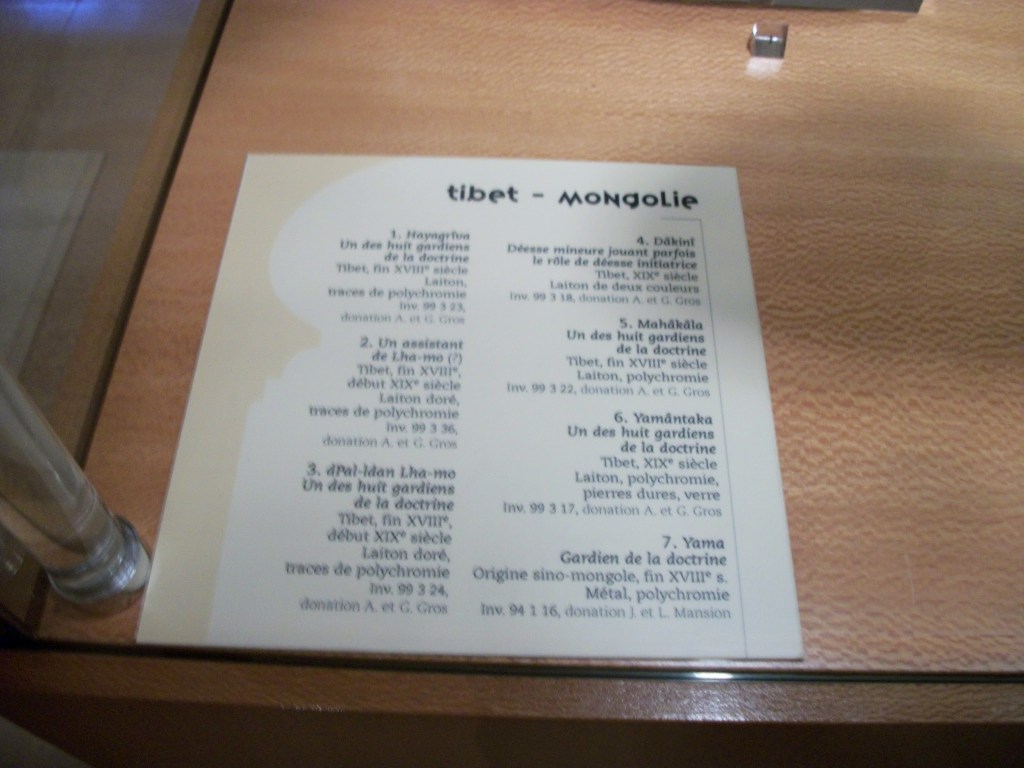 tibet - MONGOLIE
1. Hayagrîva
Un des huit gardiens
de la doctrine
Tibet, fin XVIIIe siècle
Laiton,
traces de polychromie
Inv. 99 3 23,
donation A. et G. Gros
2. Un assistant
de Lha-mo (?)
Tibet, fin XVIIIe,
début XIXe siècle
Laiton doré,
traces de polychromie
Inv. 99 3 36,
donation A. et G. Gros
3. dPal-ldan Lha-mo
Un des huit gardiens
de la doctrine
Tibet, fin XVIIIe,
début XIXe siècle
Laiton doré,
traces de polychromie
Inv. 99 3 24,
donation A. et G. Gros
4. Dâkinî
Déesse mineure jouant parfois
le rôle de déesse initiatrice
Tibet, XIXe siècle
Laiton de deux couleurs
Inv. 99 3 18, donation A. et G. Gros
5. Mahâkâla
Un des huit gardiens
de la doctrine
Tibet, fin XVIIIe siècle
Laiton, polychromie
Inv. 99 3 22, donation A. et G. Gros
6. Yamântaka
Un des huit gardiens
de la doctrine
Tibet, XIXe siècle
Laiton, polychromie,
pierres dures, verre
Inv. 99 3 17, donation A. et G. Gros
7. Yama
Gardien de la doctrine
Origine sino-mongole, fin XVIIIe s.
Métal, polychromie
Inv. 94 1 16, donation J. et L. Mansion